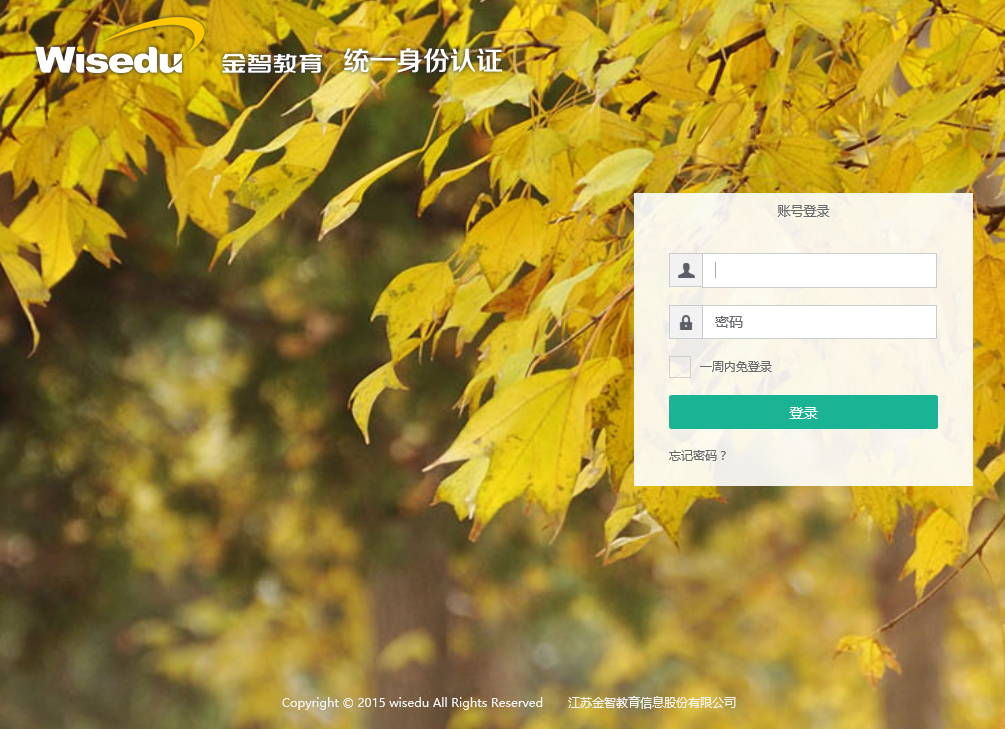 Wisedu 金智教育 统一身份认证
账号登录
密码
一周内免登录
登录
忘记密码？
Copyright © 2015 wisedu All Rights Reserved 江苏金智教育信息股份有限公司